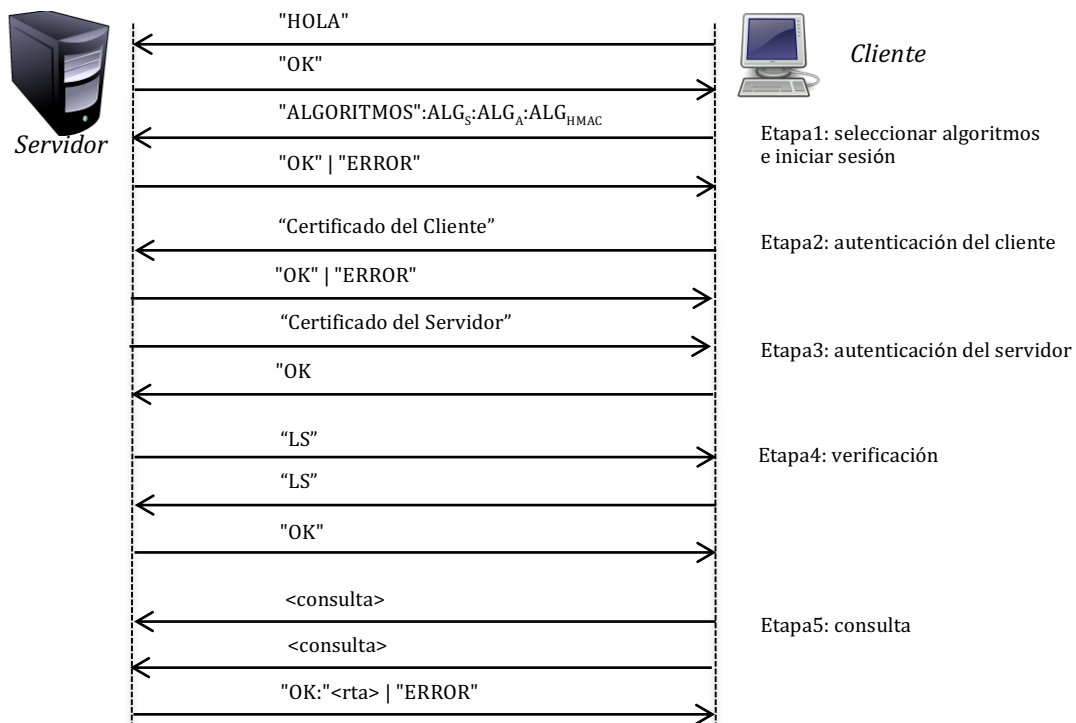 "HOLA"
Cliente
"OK"
"ALGORITMOS":ALGS:ALGA:ALGHMAC
Servidor
Etapa1: seleccionar algoritmos
e iniciar sesión
"OK" | "ERROR"
“Certificado del Cliente”
Etapa2: autenticación del cliente
"OK" | "ERROR"
“Certificado del Servidor”
Etapa3: autenticación del servidor
"OK
“LS”
Etapa4: verificación
“LS”
"OK"
<consulta>
Etapa5: consulta
<consulta>
"OK:"<rta> | "ERROR"